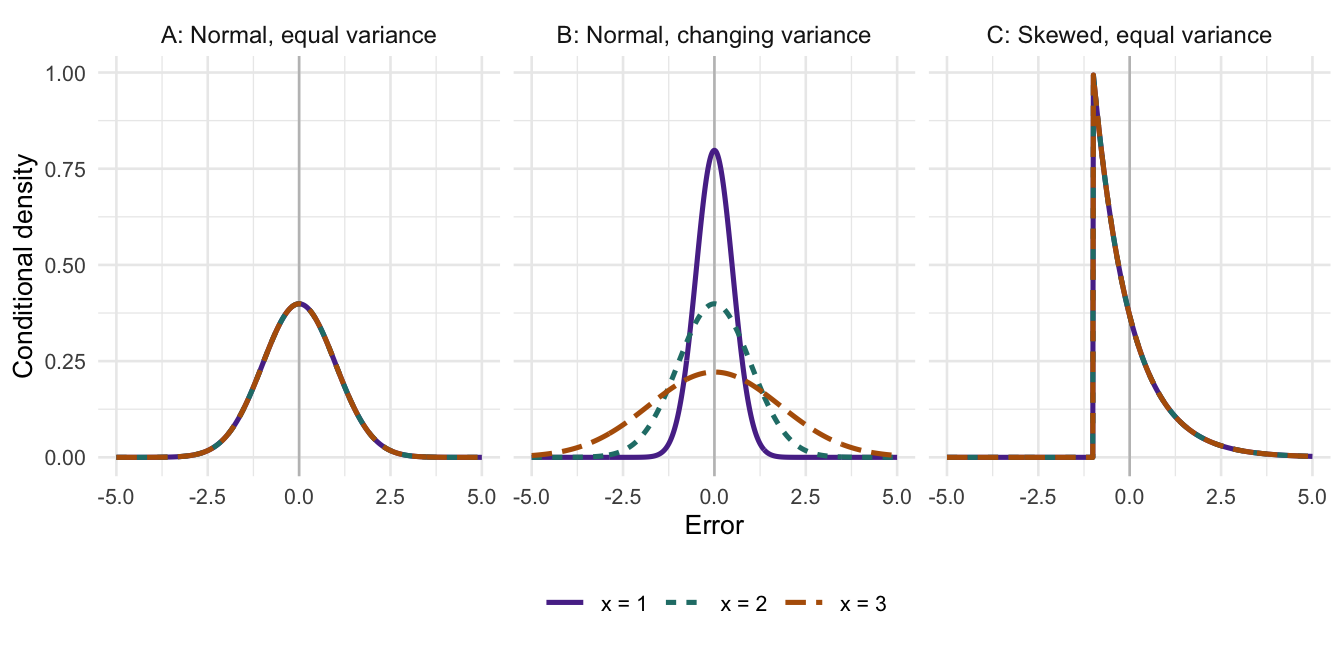 A: Normal, equal variance
B: Normal, changing variance
C: Skewed, equal variance
Conditional density
1.00
0.75
0.50
0.25
0.00
-5.0 -2.5 0.0 2.5 5.0
-5.0 -2.5 0.0 2.5 5.0
-5.0 -2.5 0.0 2.5 5.0
Error
x = 1 x = 2 x = 3